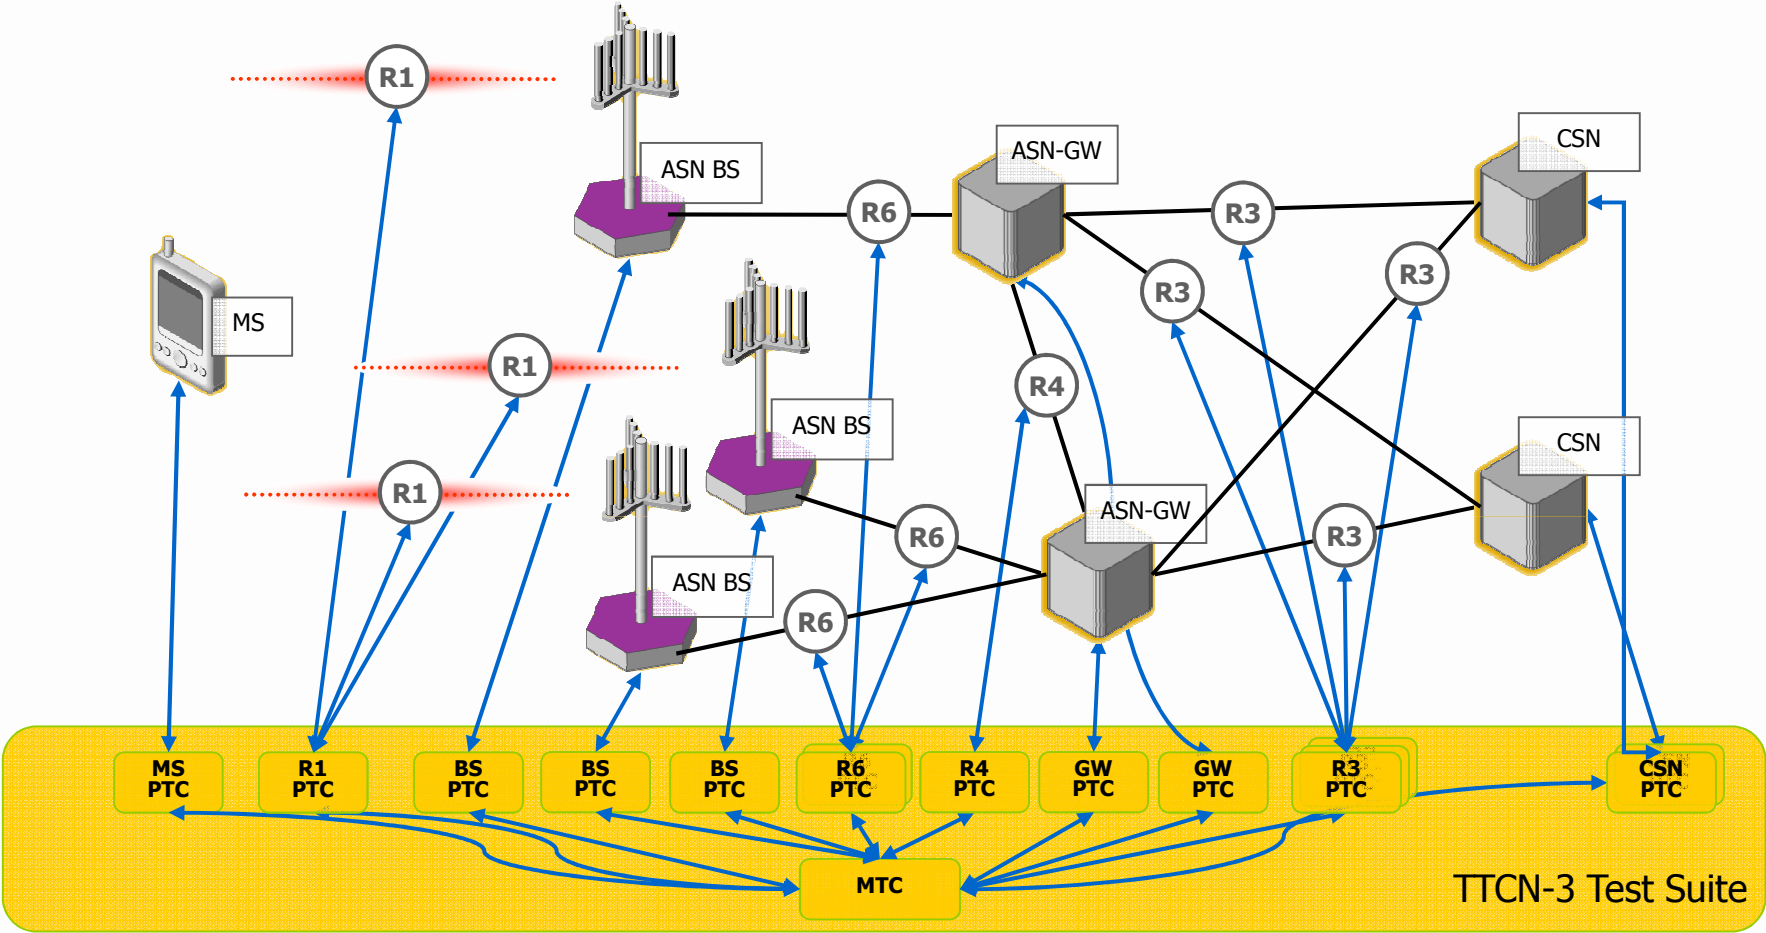 R1
ASN BS
ASN-GW
CSN
R6
R3
R3
R3
MS
R1
R4
ASN BS
CSN
R1
ASN-GW
R6
R3
ASN BS
R6
MS
PTC
R1
PTC
BS
PTC
BS
PTC
BS
PTC
R6
PTC
R4
PTC
GW
PTC
GW
PTC
R3
PTC
CSN
PTC
MTC
TTCN-3 Test Suite